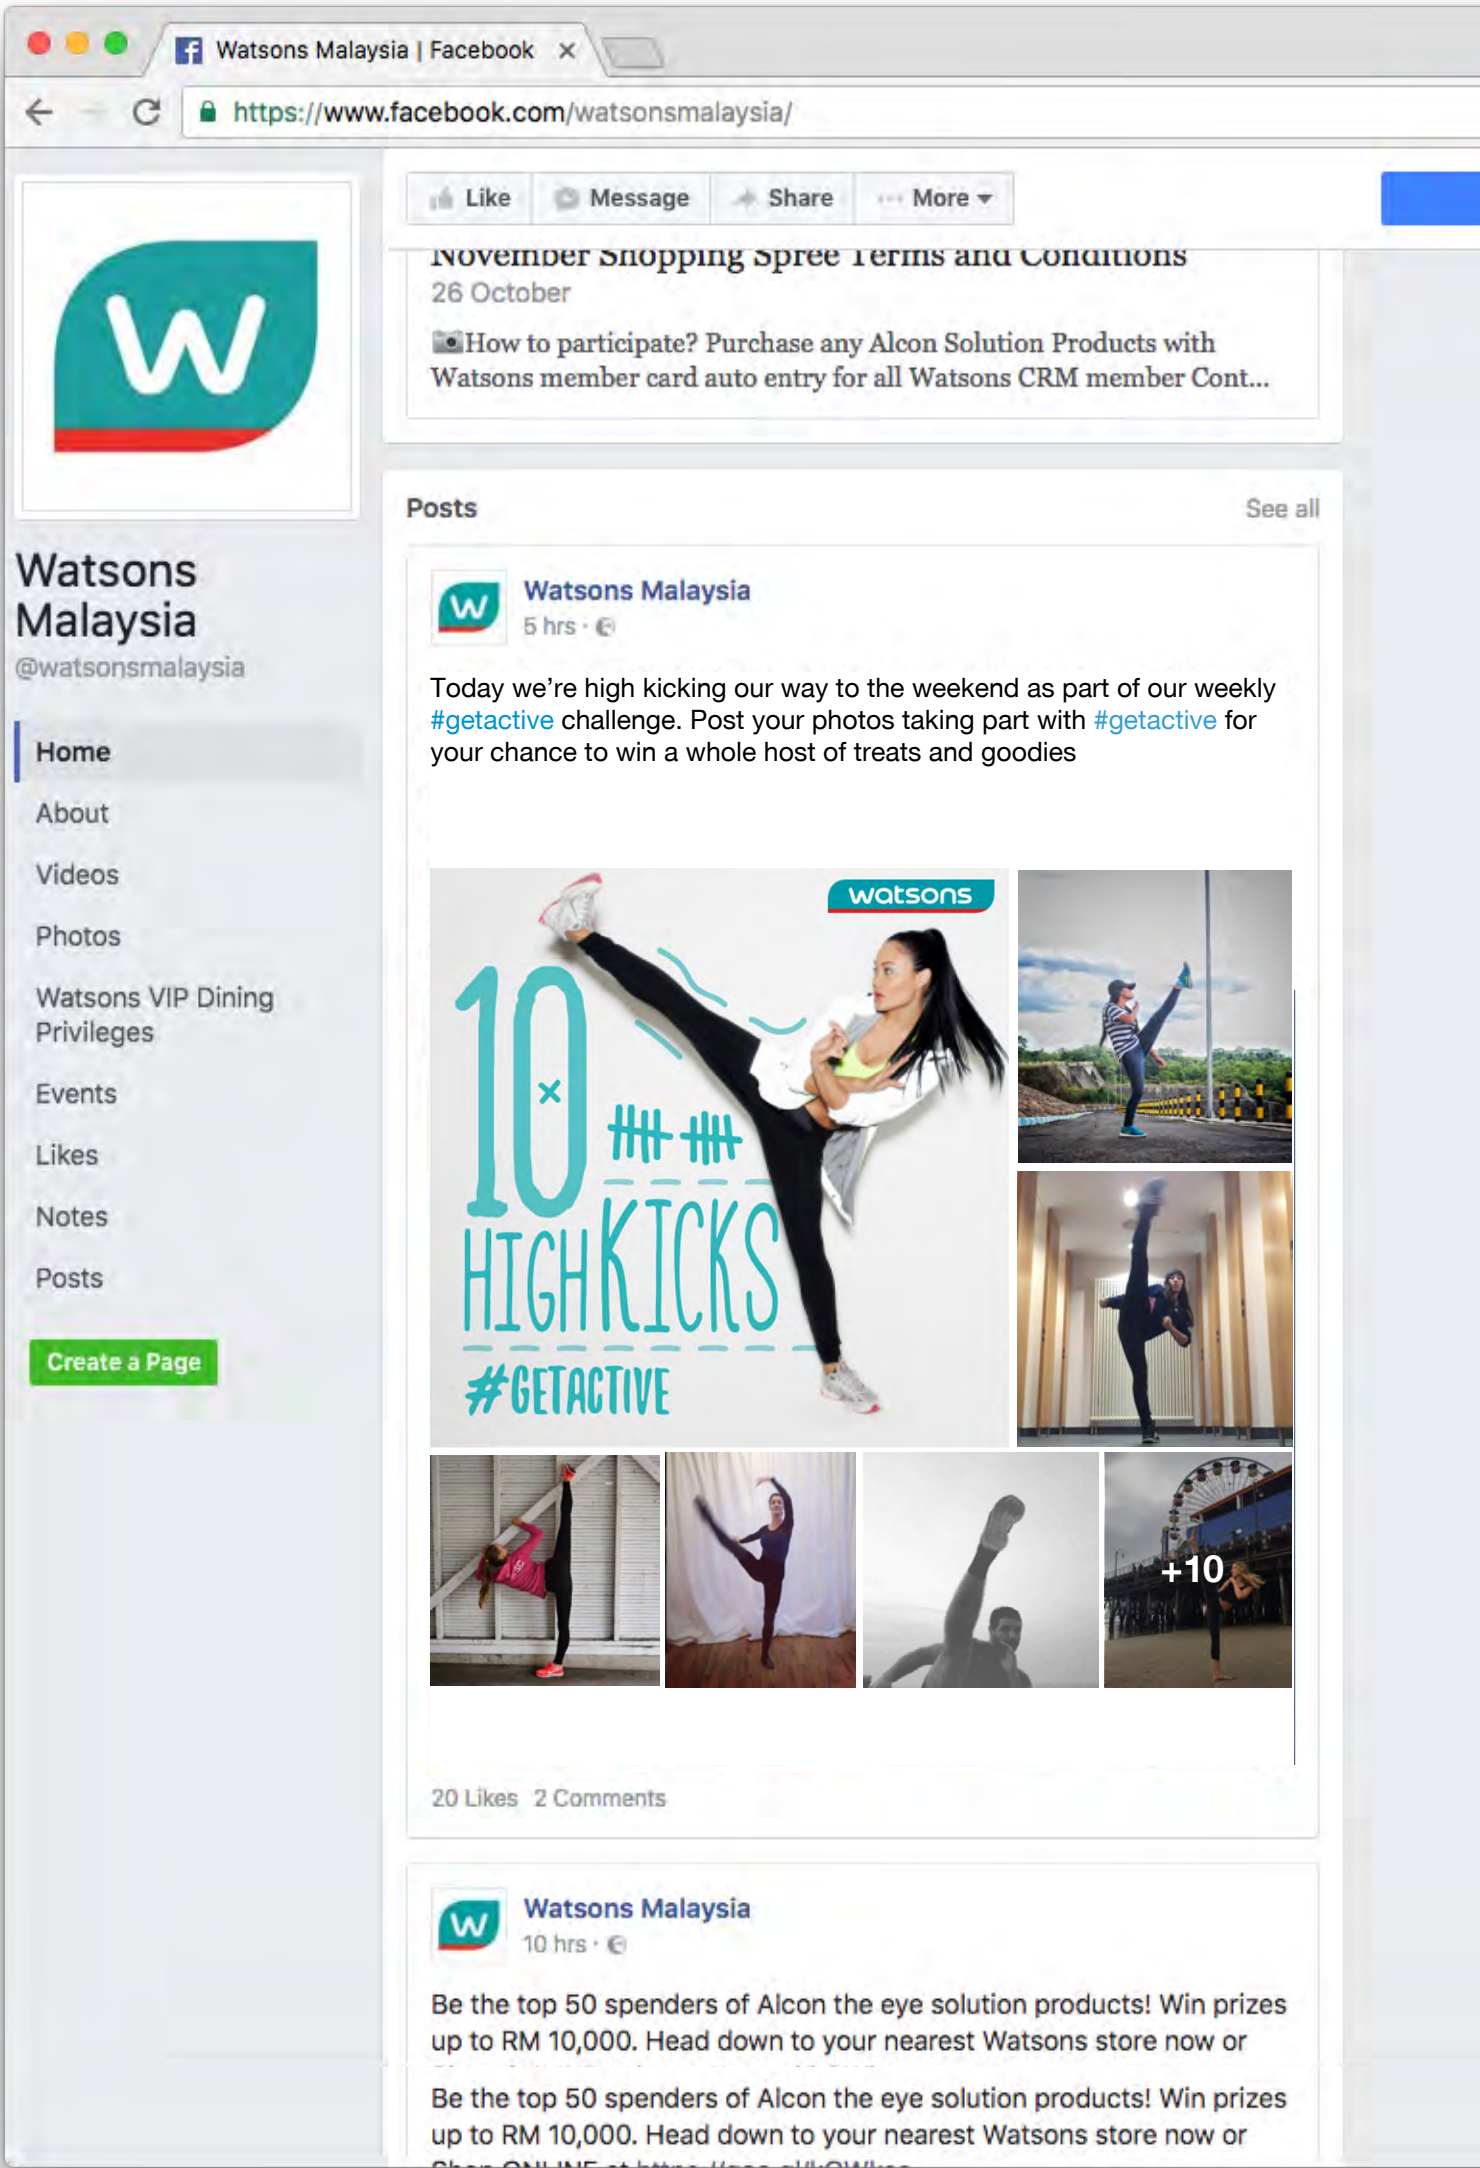 Watsons Malaysia | Facebook
https://www.facebook.com/watsonsmalaysia/
Like
Message
Share
More
W
Watsons
Malaysia
@watsonsmalaysia
Home
About
Videos
Photos
Watsons VIP Dining
Privileges
Events
Likes
Notes
Posts
Create a Page
November Shopping Spree Terms and Conditions
26 October
How to participate? Purchase any Alcon Solution Products with
Watsons member card auto entry for all Watsons CRM member Cont...
Posts
See all
W
Watsons Malaysia
5 hrs ·
Today we're high kicking our way to the weekend as part of our weekly
#getactive challenge. Post your photos taking part with #getactive for
your chance to win a whole host of treats and goodies
watsons
10 x
HIGH KICKS
#GETACTIVE
+10
20 Likes 2 Comments
W
Watsons Malaysia
10 hrs ·
Be the top 50 spenders of Alcon the eye solution products! Win prizes
up to RM 10,000. Head down to your nearest Watsons store now or
Be the top 50 spenders of Alcon the eye solution products! Win prizes
up to RM 10,000. Head down to your nearest Watsons store now or